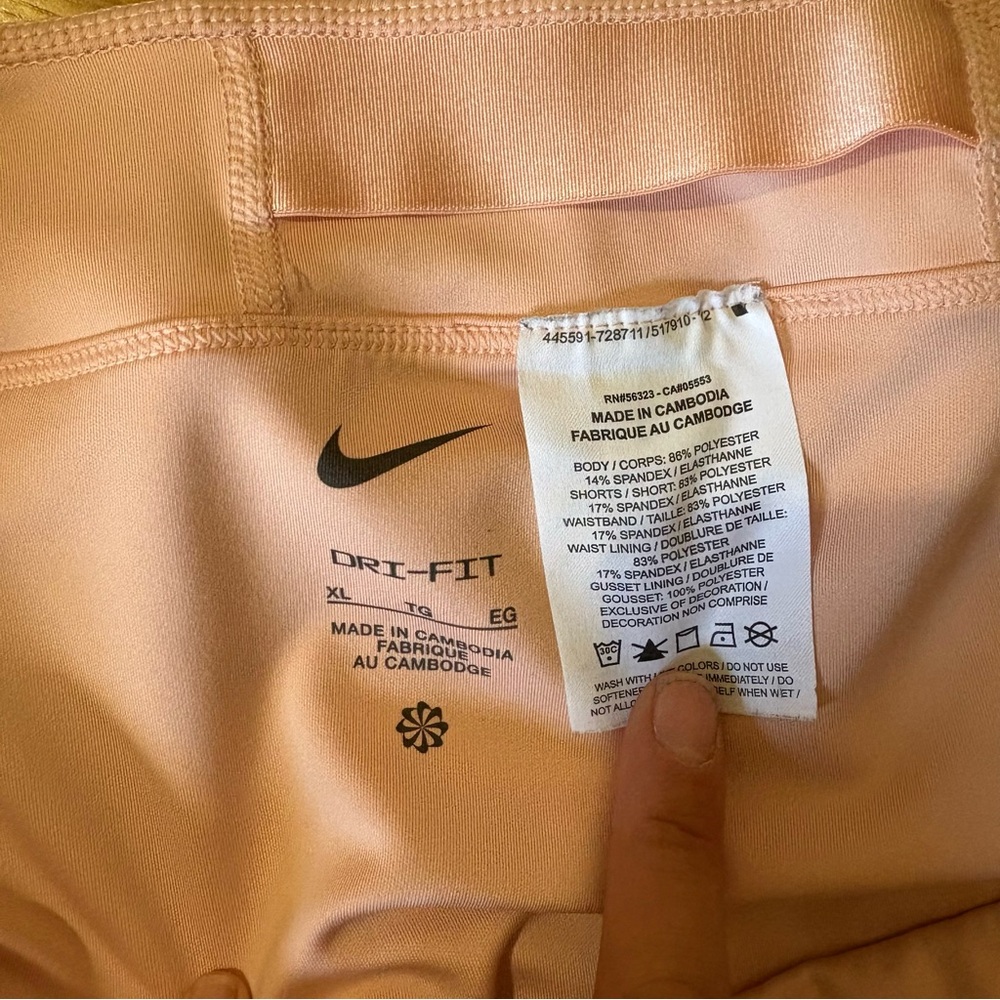 DRI-FIT
XL TG EG
MADE IN CAMBODIA
FABRIQUE
AU CAMBODGE
445591-728711/517910
RN#56323 - CA#05553
MADE IN CAMBODIA
FABRIQUE AU CAMBODGE
BODY / CORPS: 86% POLYESTER
14% SPANDEX / ELASTHANNE
SHORTS / SHORT: 83% POLYESTER
17% SPANDEX / ELASTHANNE
WAISTBAND / TAILLE: 83% POLYESTER
17% SPANDEX / ELASTHANNE
WAIST LINING / DOUBLURE DE TAILLE:
83% POLYESTER
17% SPANDEX / ELASTHANNE
GUSSET LINING / DOUBLURE DE
GOUSSET: 100% POLYESTER
EXCLUSIVE OF DECORATION /
DECORATION NON COMPRISE
30C
WASH WITH COLORS / DO NOT USE
IMMEDIATELY / DO
WHEN WET /
NOT